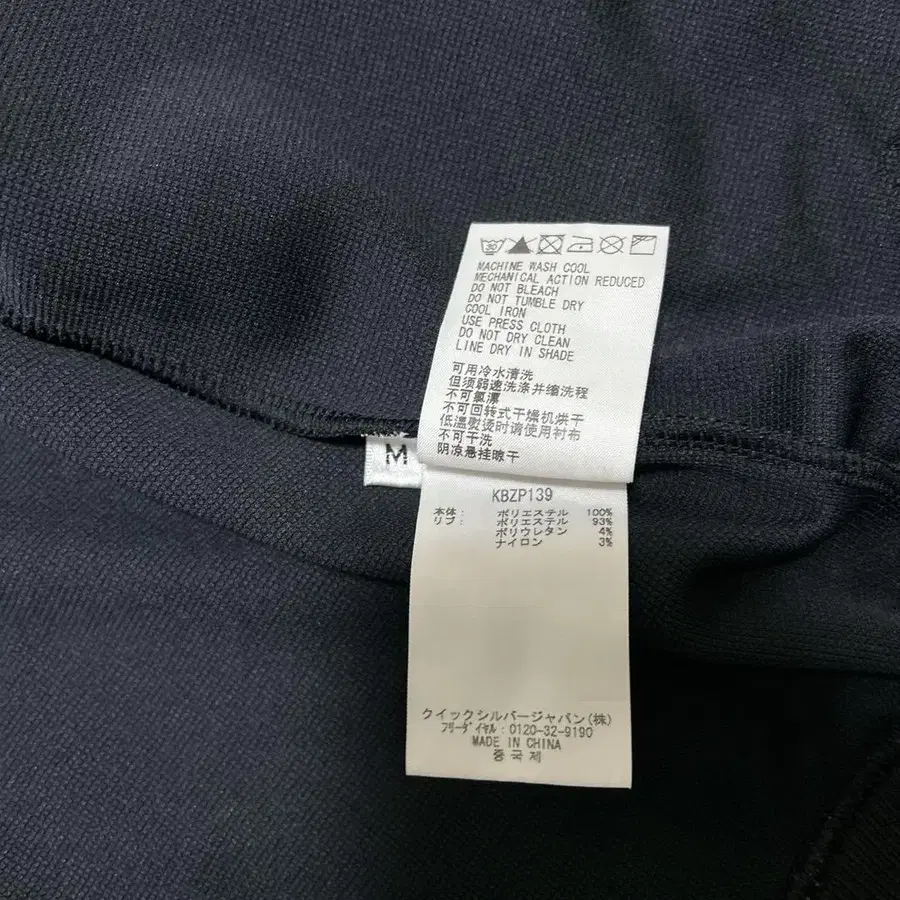 30
MACHINE WASH COOL
MECHANICAL ACTION REDUCED
DO NOT BLEACH
DO NOT TUMBLE DRY
COOL IRON
USE PRESS CLOTH
DO NOT DRY CLEAN
LINE DRY IN SHADE
可用冷水清洗
但须弱速洗涤并缩洗程
不可氯漂
不可回转式干燥机烘干
低温熨烫时请使用衬布
不可干洗
阴凉悬挂晾干
M
KBZP139
本体: ポリエステル 100%
リブ: ポリエステル 93%
ポリウレタン 4%
ナイロン 3%
クイックシルバージャパン(株)
フリーダイヤル:0120-32-9190
MADE IN CHINA
중국제